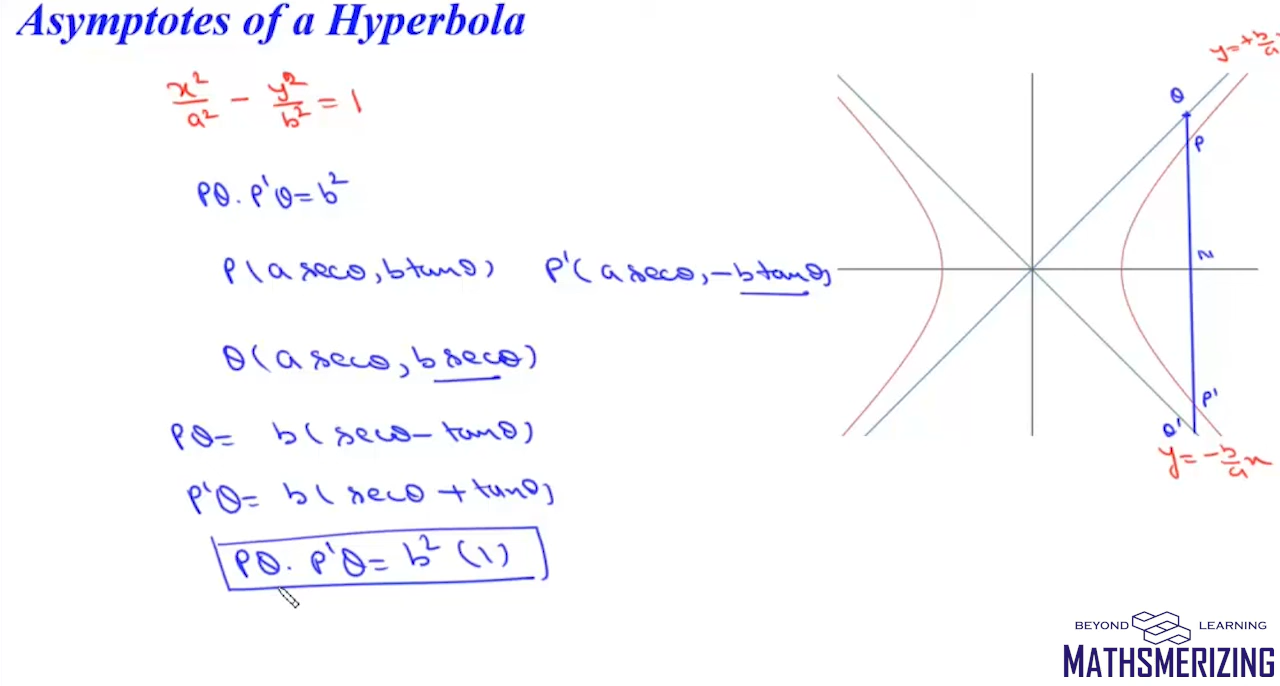 Asymptotes of a Hyperbola
x²/a² − y²/b² = 1
PQ. P'Q = b²
P(a secθ, b tanθ) P'(a secθ, −b tanθ)
Q(a secθ, b secθ)
PQ = b(secθ − tanθ)
P'Q = b(secθ + tanθ)
PQ. P'Q = b² (1)
y = +b/a
Q
P
N
P'
Q'
y = −b/a x
BEYOND LEARNING
MATHSMERIZING